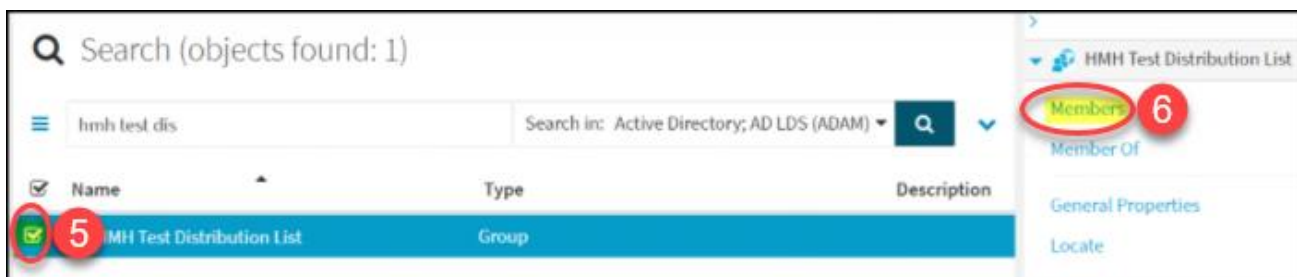 Search (objects found: 1)
hmh test dis
Search in: Active Directory; AD LDS (ADAM)
Name Type Description
5 HMH Test Distribution List Group
HMH Test Distribution List
Members 6
Member Of
General Properties
Locate